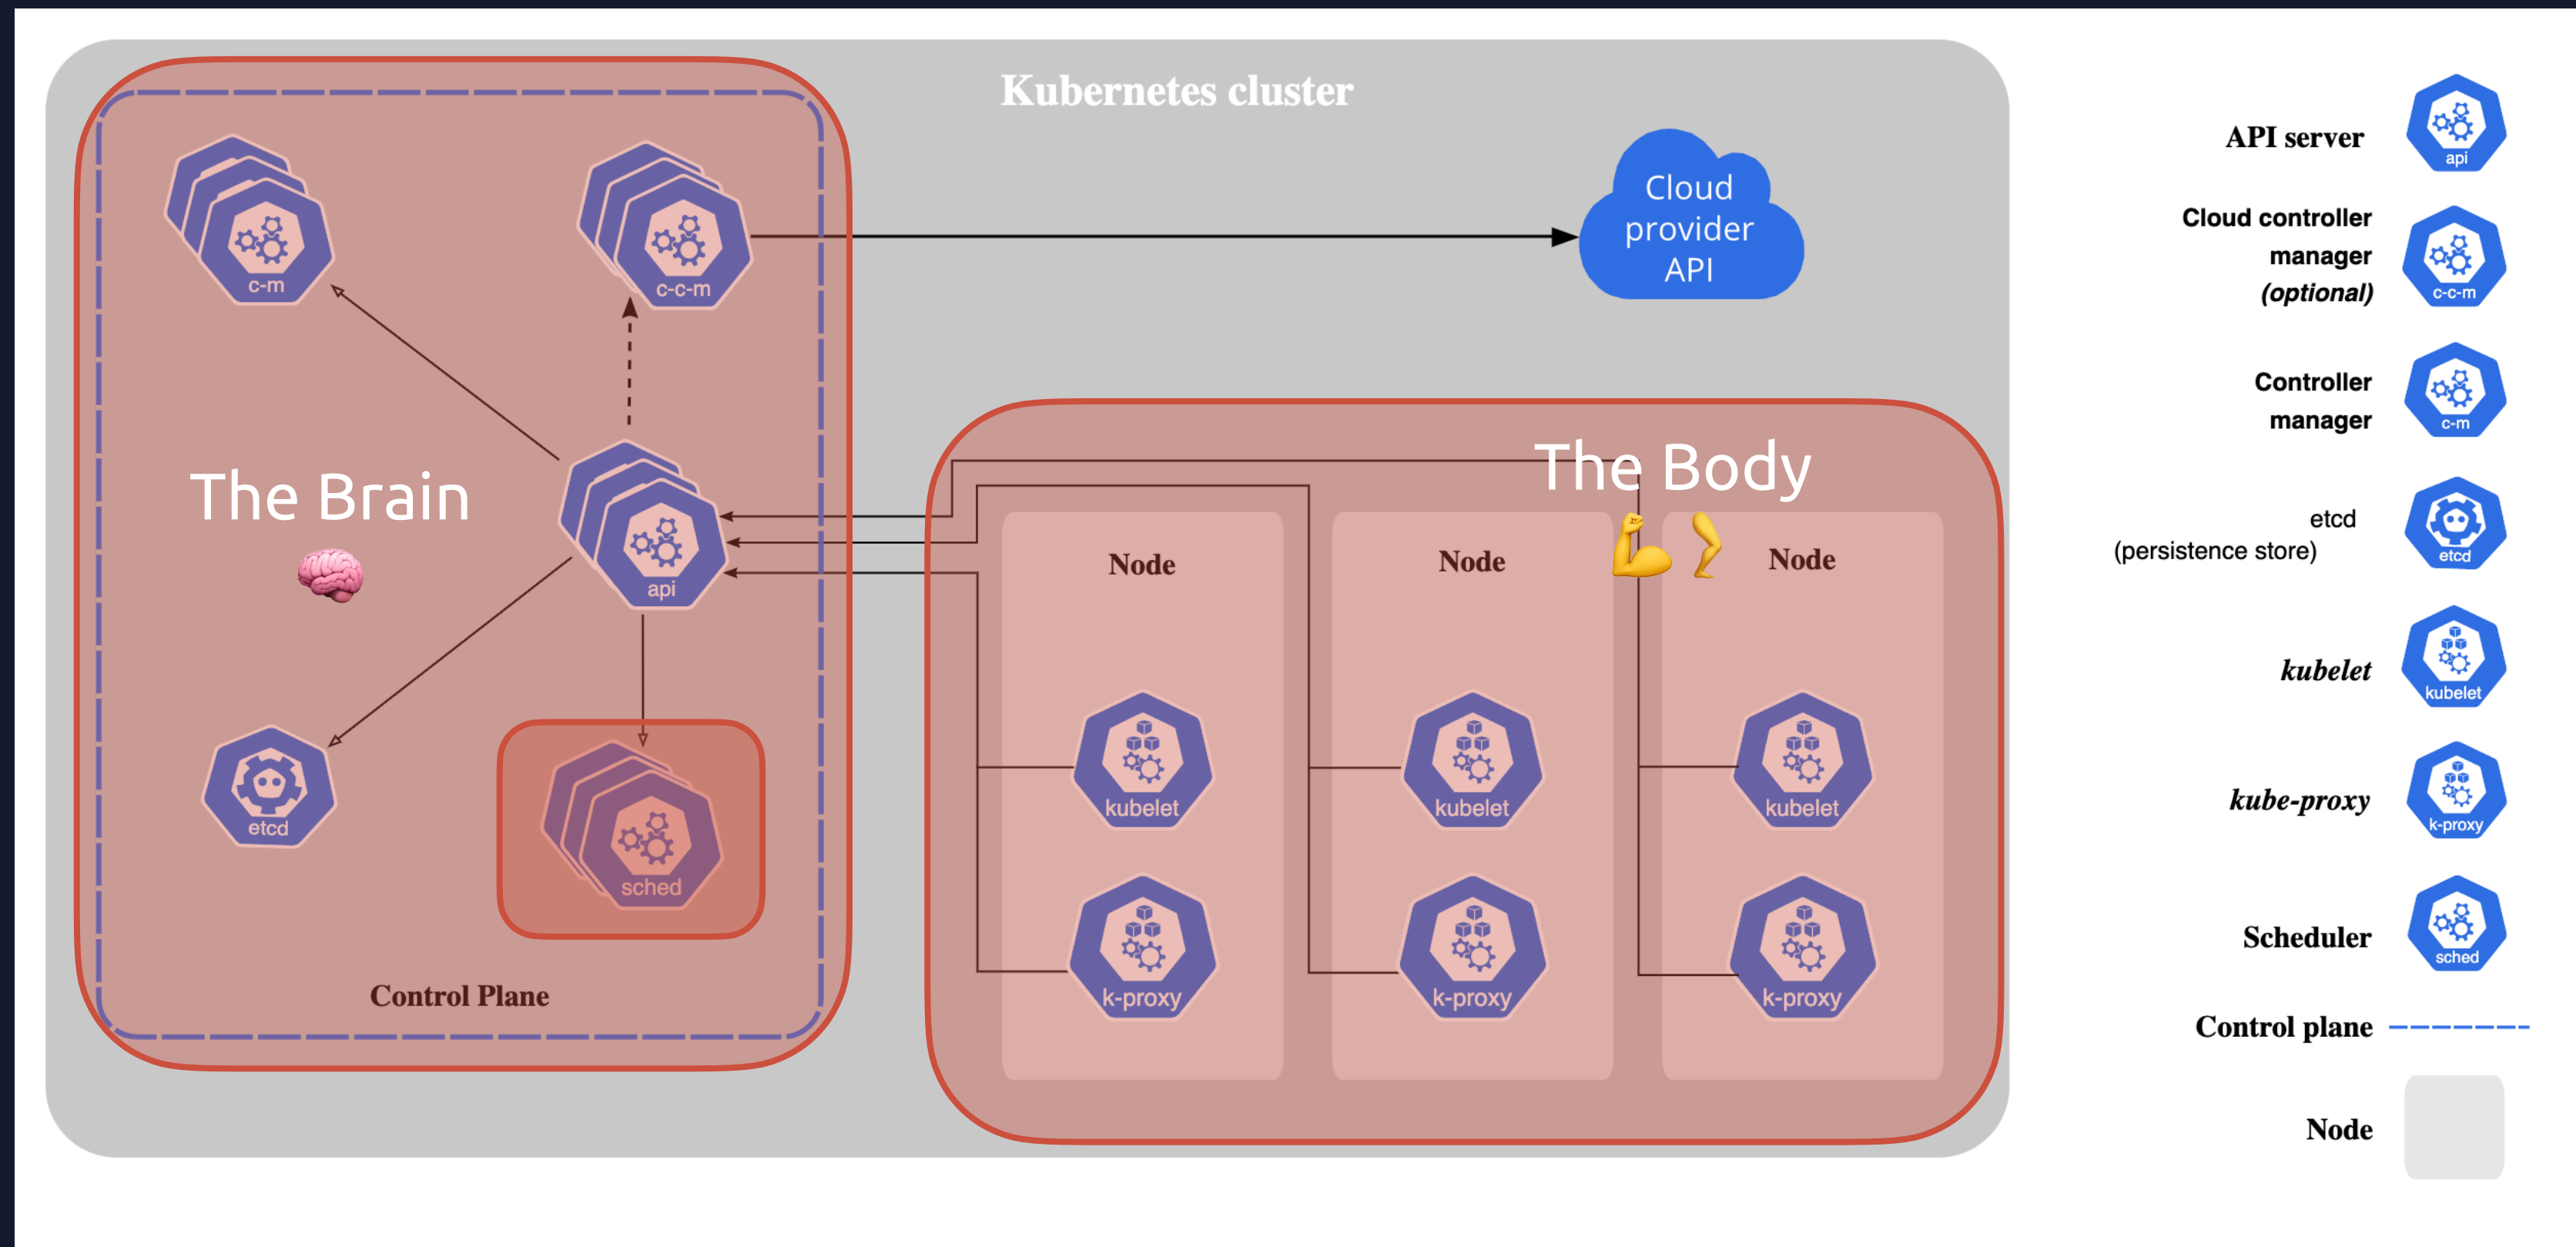 Kubernetes cluster
c-m
c-c-m
Cloud
provider
API
The Brain
api
etcd
sched
Control Plane
The Body
Node
Node
Node
kubelet
kubelet
kubelet
k-proxy
k-proxy
k-proxy
API server
api
Cloud controller
manager
(optional)
c-c-m
Controller
manager
c-m
etcd
(persistence store)
etcd
kubelet
kubelet
kube-proxy
k-proxy
Scheduler
sched
Control plane
Node